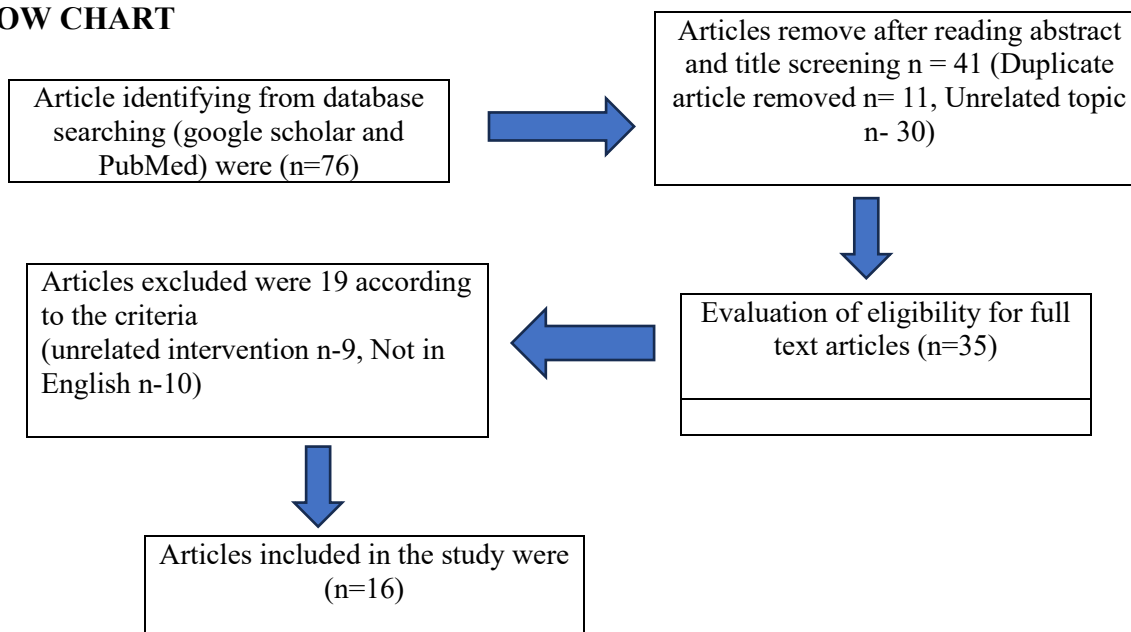 OW CHART
Article identifying from database
searching (google scholar and
PubMed) were (n=76)
Articles remove after reading abstract
and title screening n = 41 (Duplicate
article removed n= 11, Unrelated topic
n- 30)
Evaluation of eligibility for full
text articles (n=35)
Articles excluded were 19 according
to the criteria
(unrelated intervention n-9, Not in
English n-10)
Articles included in the study were
(n=16)